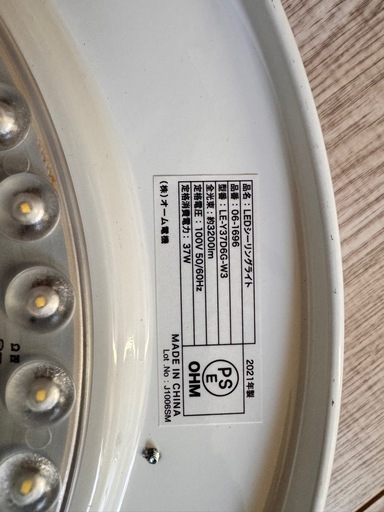 品名：LEDシーリングライト
品番：06-1696
型番：LE-Y37D6G-W3
全光束：約3200lm
定格電圧：100V 50/60Hz
定格消費電力：37W
(株)オーム電機
2021年製
PS
E
OHM
MADE IN CHINA
Lot .No : J1006SM